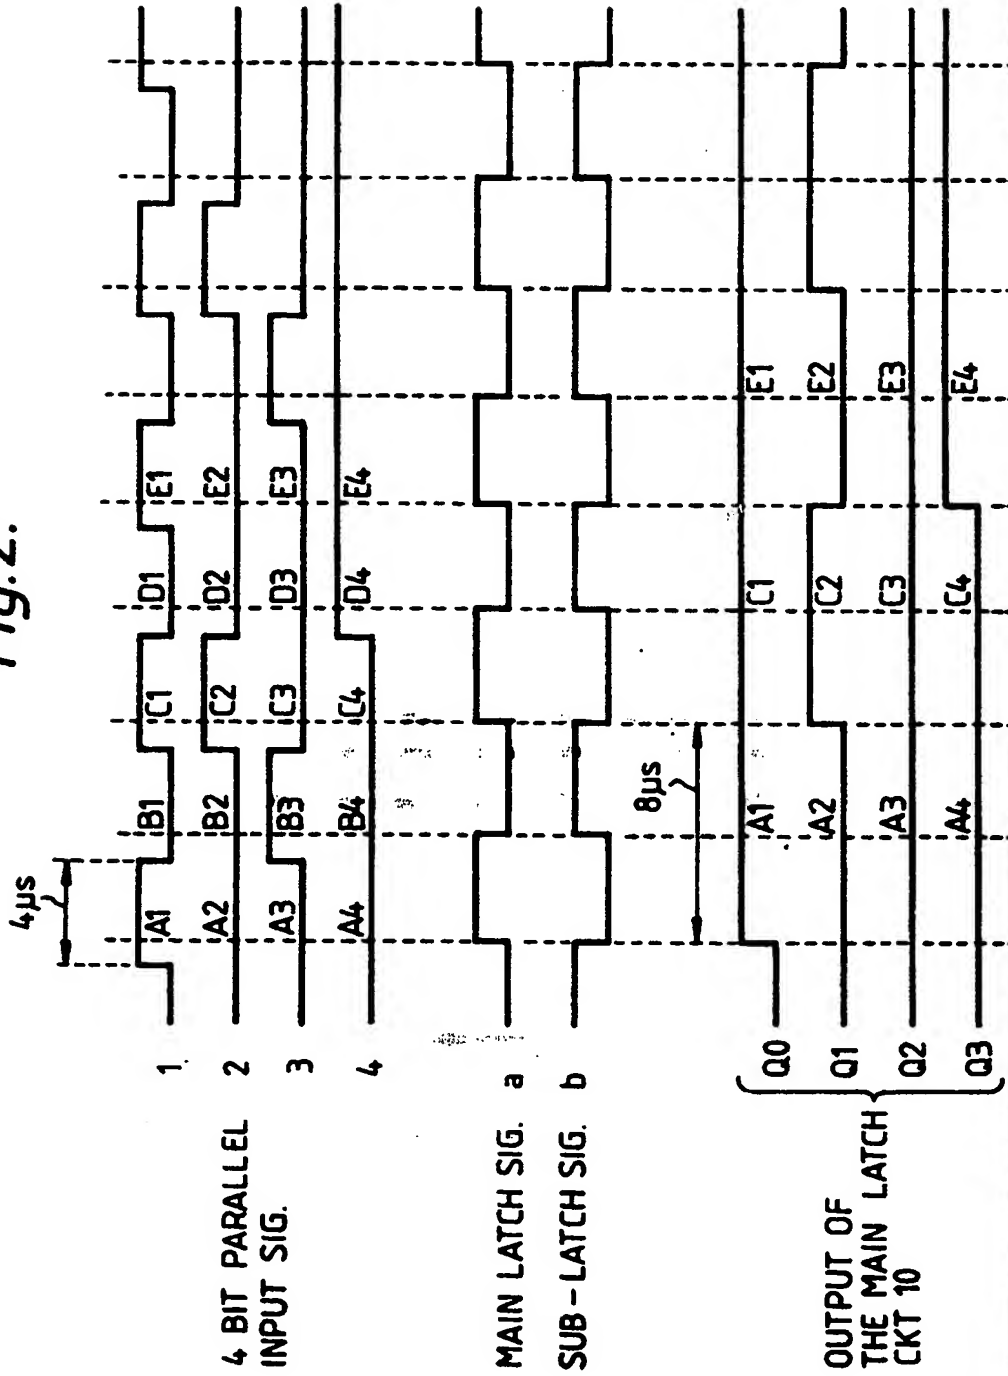 Fig. 2.
4µs
4 BIT PARALLEL
INPUT SIG.
1 A1 B1 C1 D1 E1
2 A2 B2 C2 D2 E2
3 A3 B3 C3 D3 E3
4 A4 B4 C4 D4 E4
MAIN LATCH SIG. a
SUB-LATCH SIG. b
8µs
OUTPUT OF
THE MAIN LATCH
CKT 10
Q0 A1 C1 E1
Q1 A2 C2 E2
Q2 A3 C3 E3
Q3 A4 C4 E4